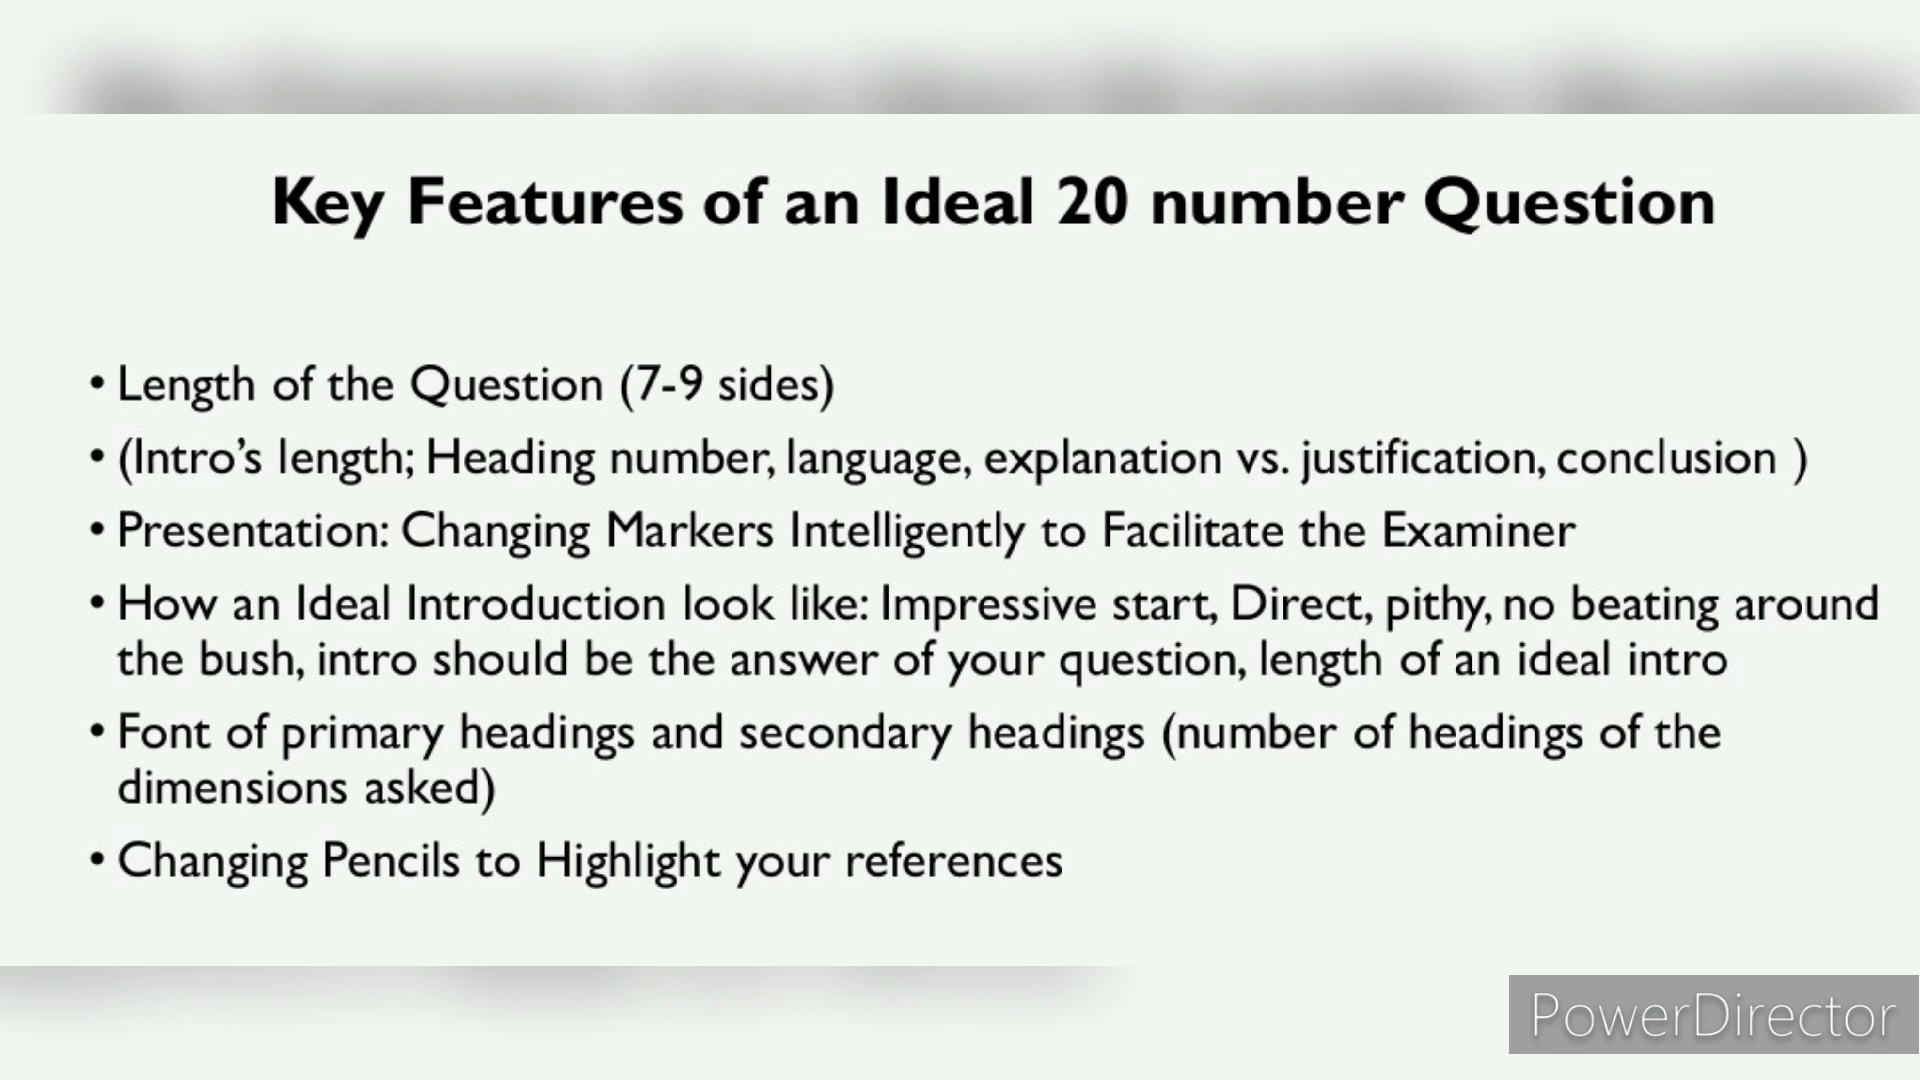 Key Features of an Ideal 20 number Question
• Length of the Question (7-9 sides)
• (Intro’s length; Heading number, language, explanation vs. justification, conclusion )
• Presentation: Changing Markers Intelligently to Facilitate the Examiner
• How an Ideal Introduction look like: Impressive start, Direct, pithy, no beating around
the bush, intro should be the answer of your question, length of an ideal intro
• Font of primary headings and secondary headings (number of headings of the
dimensions asked)
• Changing Pencils to Highlight your references
PowerDirector